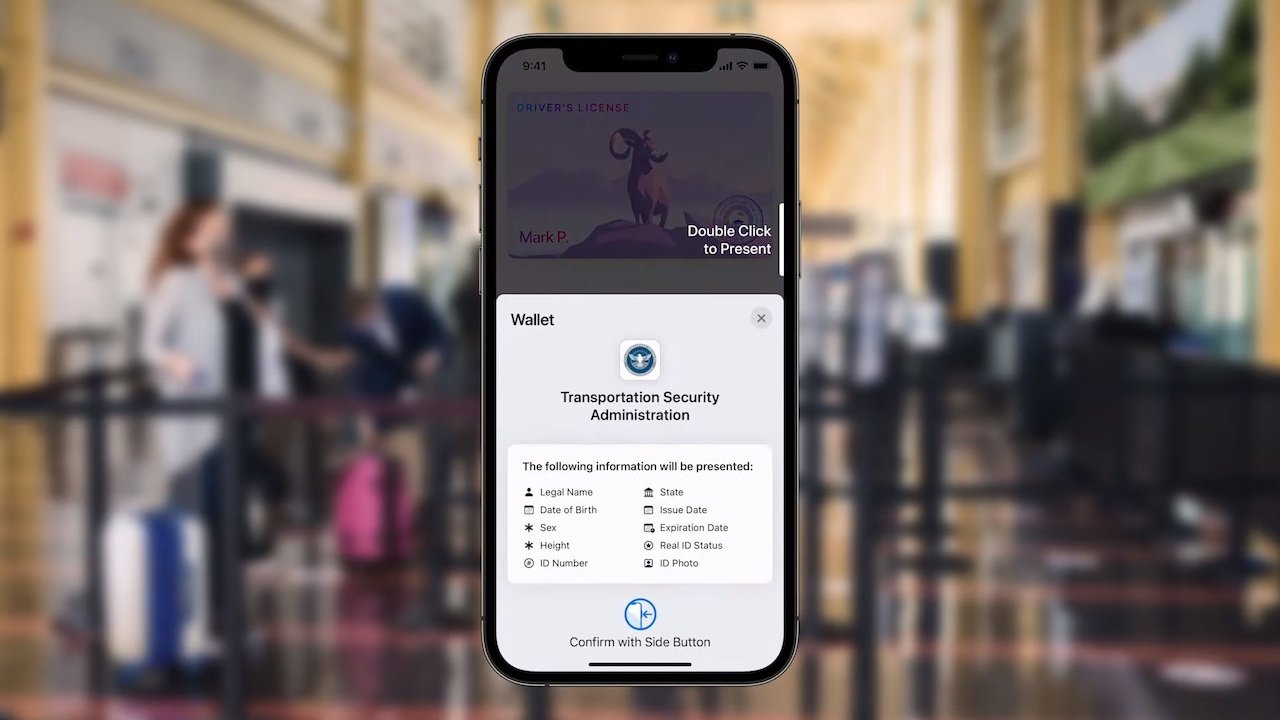 9:41
DRIVER'S LICENSE
Mark P.
Double Click
to Present
Wallet
Transportation Security
Administration
The following information will be presented:
Legal Name
State
Date of Birth
Issue Date
Sex
Expiration Date
Height
Real ID Status
ID Number
ID Photo
Confirm with Side Button